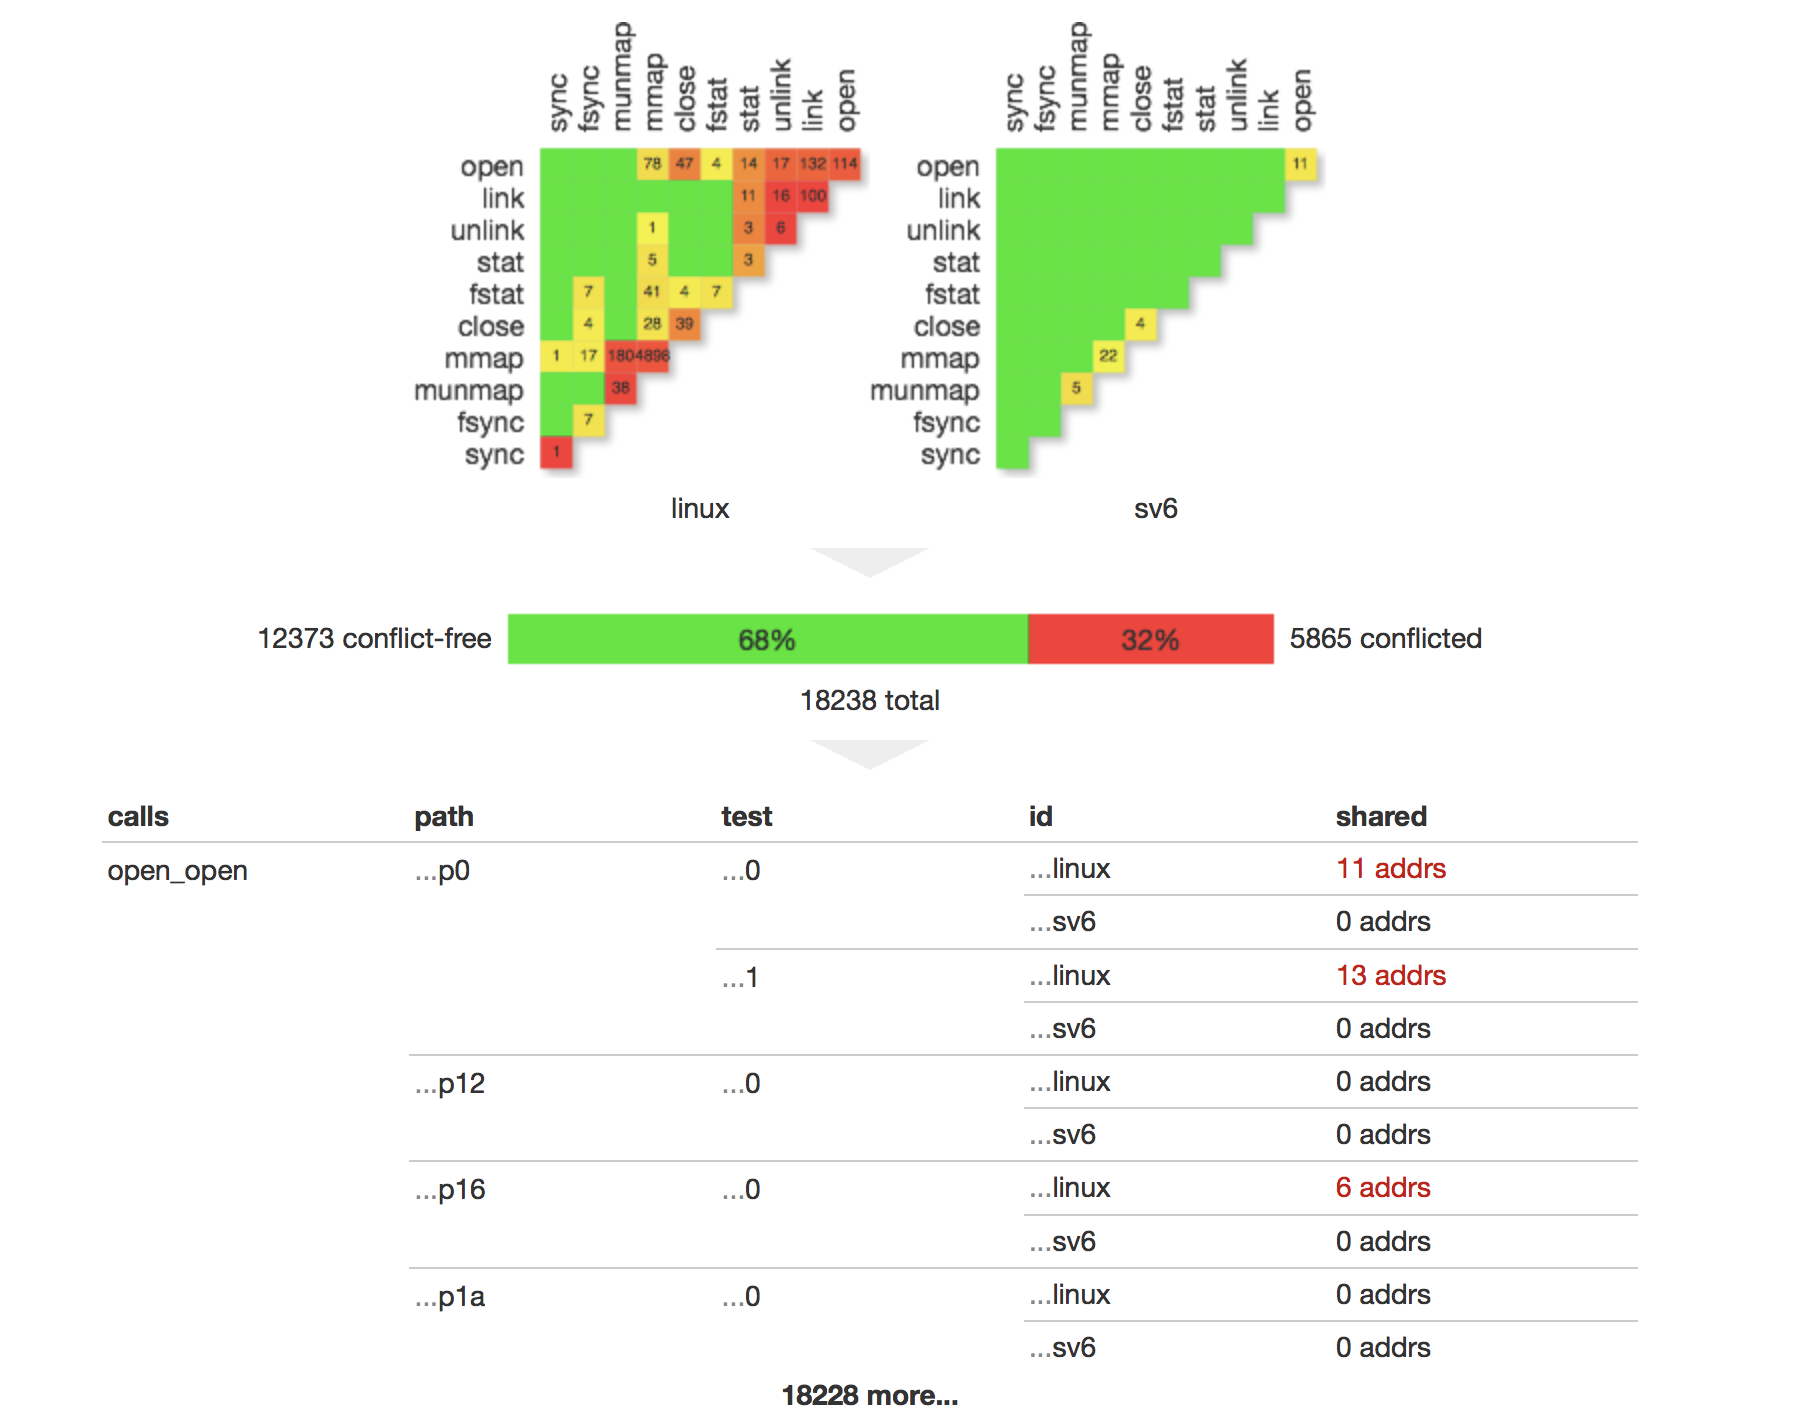 sync fsync munmap mmap close fstat stat unlink link open
sync fsync munmap mmap close fstat stat unlink link open
open 78 47 4 14 17 132 114
link 11 16 100
unlink 1 3 6
stat 5 3
fstat 7 41 4 7
close 4 28 39
mmap 1 17 180 4898
munmap 38
fsync 7
sync 1
linux
open 11
link
unlink
stat
fstat
close 4
mmap 22
munmap 5
fsync
sync
sv6
12373 conflict-free 68% 32% 5865 conflicted
18238 total
calls path test id shared
open_open ...p0 ...0 ...linux 11 addrs
...sv6 0 addrs
...1 ...linux 13 addrs
...sv6 0 addrs
...p12 ...0 ...linux 0 addrs
...sv6 0 addrs
...p16 ...0 ...linux 6 addrs
...sv6 0 addrs
...p1a ...0 ...linux 0 addrs
...sv6 0 addrs
18228 more...